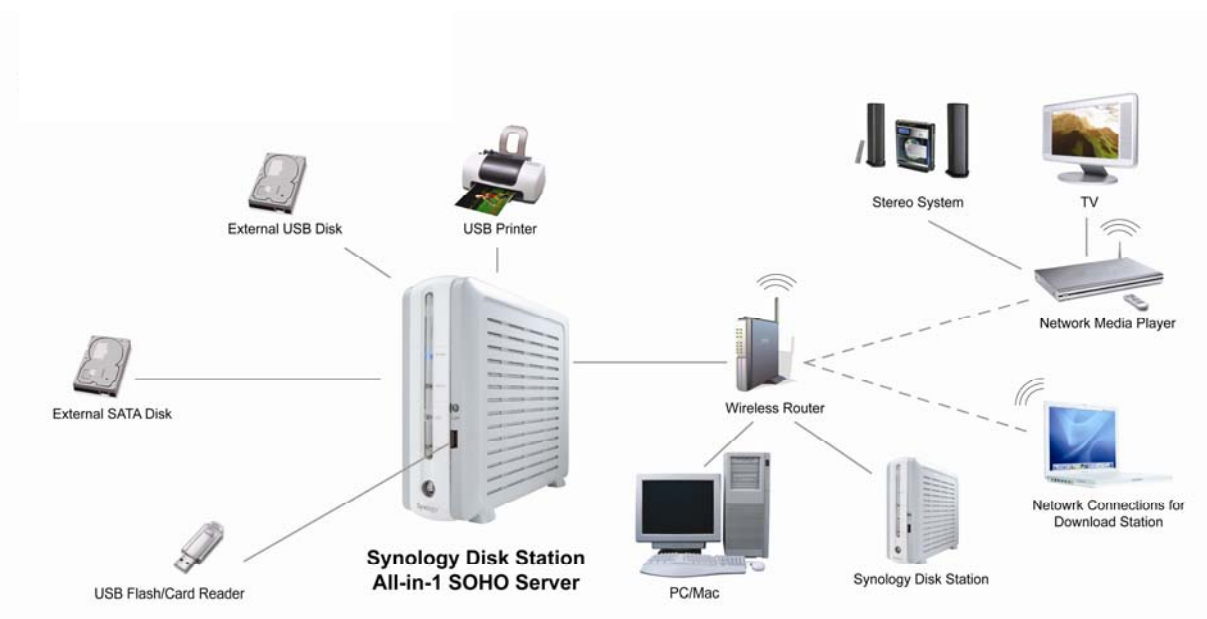 Stereo System
TV
External USB Disk
USB Printer
Network Media Player
Wireless Router
External SATA Disk
Synology
Netowrk Connections for
Download Station
Synology Disk Station
All-in-1 SOHO Server
USB Flash/Card Reader
PC/Mac
Synology Disk Station